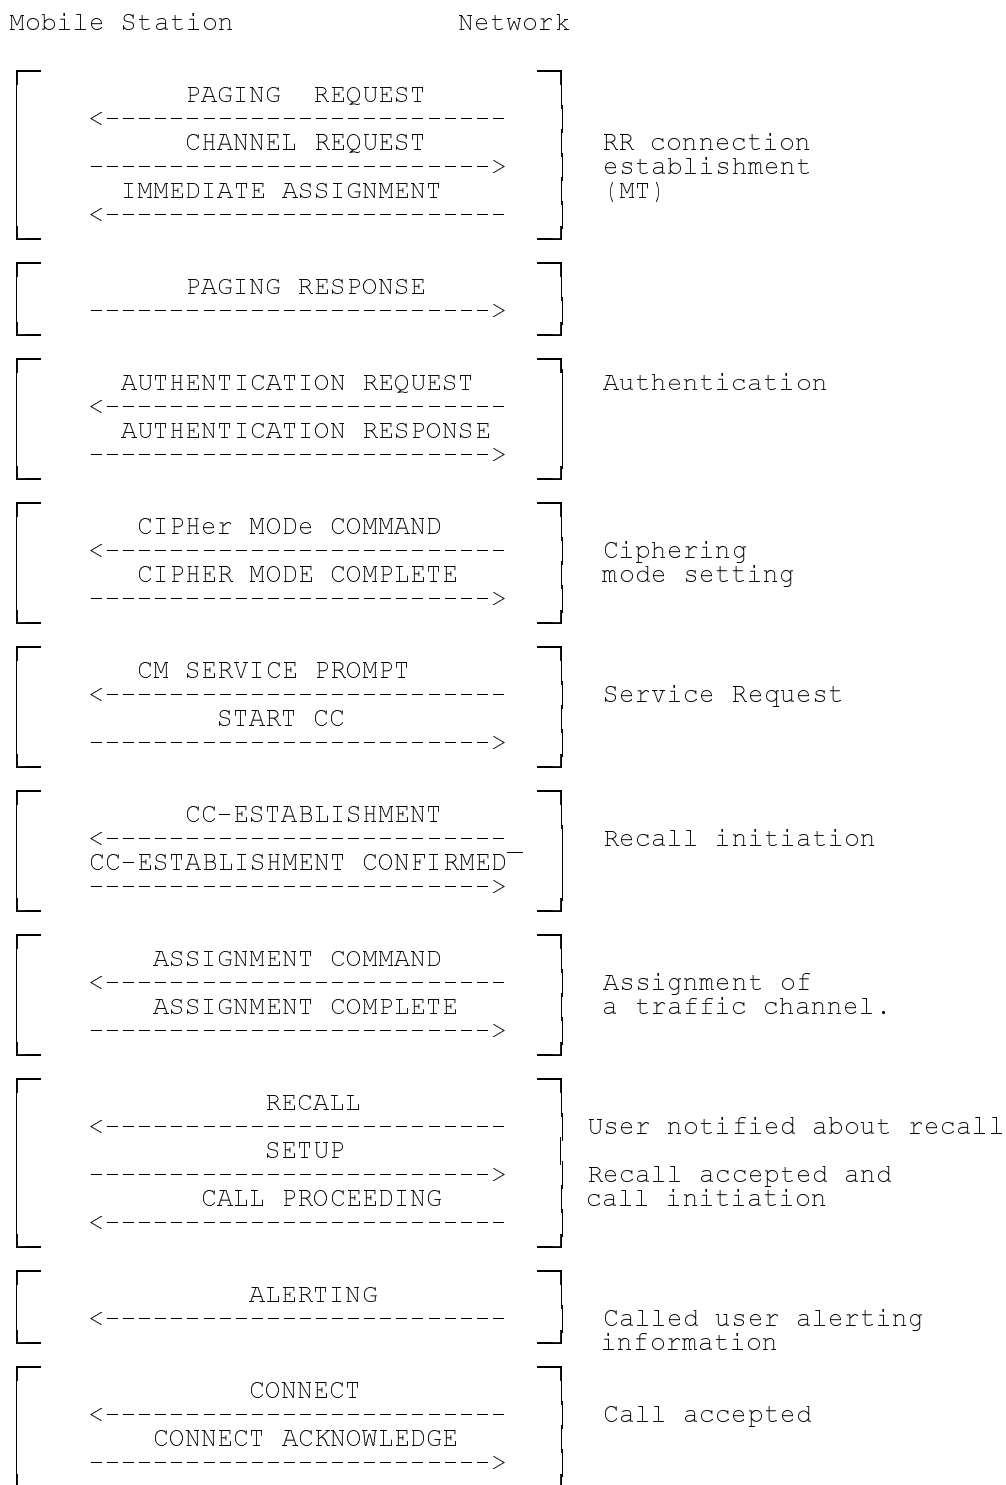 Mobile Station Network
PAGING REQUEST
<-------------------------
CHANNEL REQUEST RR connection
-------------------------> establishment
IMMEDIATE ASSIGNMENT (MT)
<-------------------------
PAGING RESPONSE
------------------------->
AUTHENTICATION REQUEST Authentication
<-------------------------
AUTHENTICATION RESPONSE
------------------------->
CIPHer MODe COMMAND
<------------------------- Ciphering
CIPHER MODE COMPLETE mode setting
------------------------->
CM SERVICE PROMPT
<------------------------- Service Request
START CC
------------------------->
CC-ESTABLISHMENT
<------------------------- Recall initiation
CC-ESTABLISHMENT CONFIRMED
------------------------->
ASSIGNMENT COMMAND
<------------------------- Assignment of
ASSIGNMENT COMPLETE a traffic channel.
------------------------->
RECALL
<------------------------- User notified about recall
SETUP
-------------------------> Recall accepted and
CALL PROCEEDING call initiation
<-------------------------
ALERTING
<------------------------- Called user alerting
information
CONNECT
<------------------------- Call accepted
CONNECT ACKNOWLEDGE
------------------------->